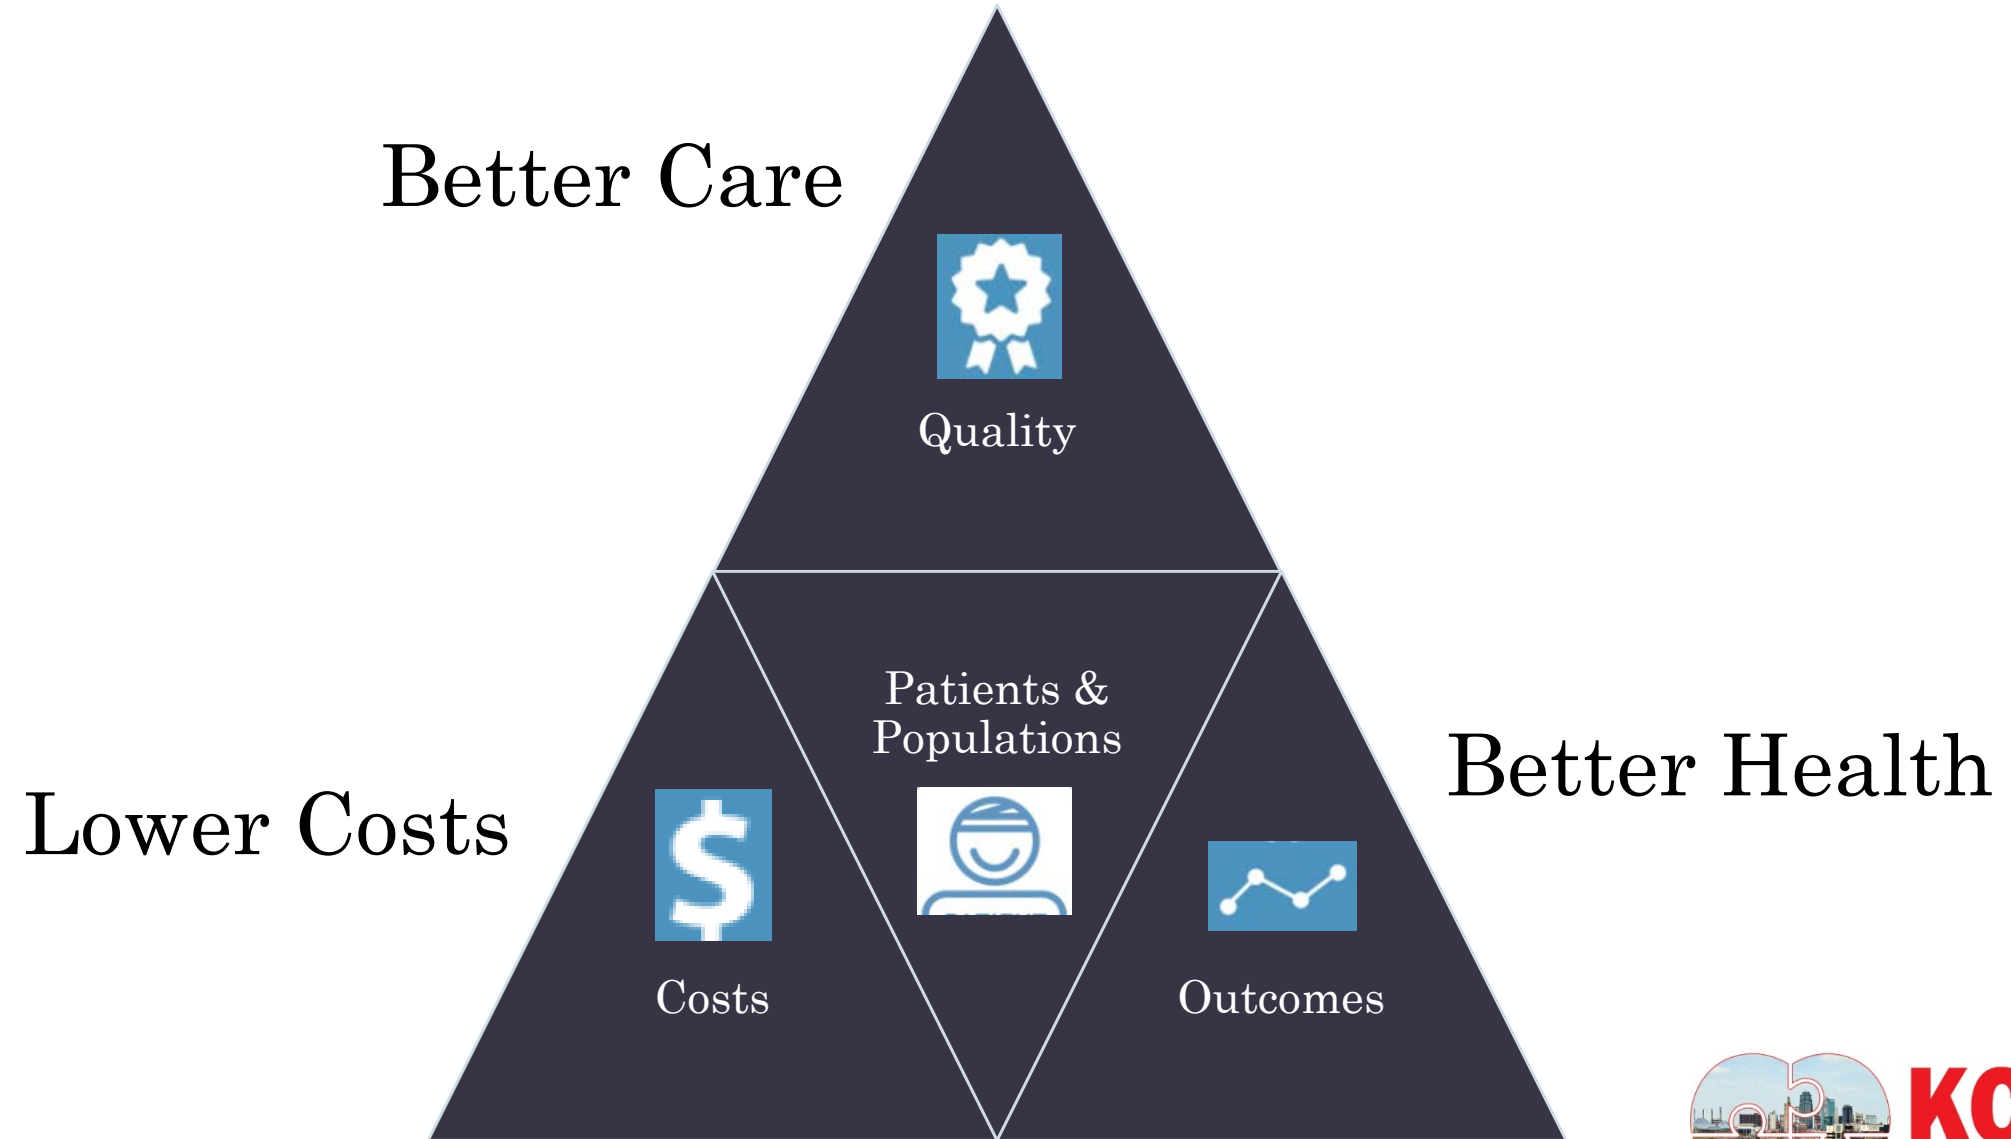 Better Care
Quality
Patients &
Populations
Better Health
Lower Costs
$
Costs
Outcomes